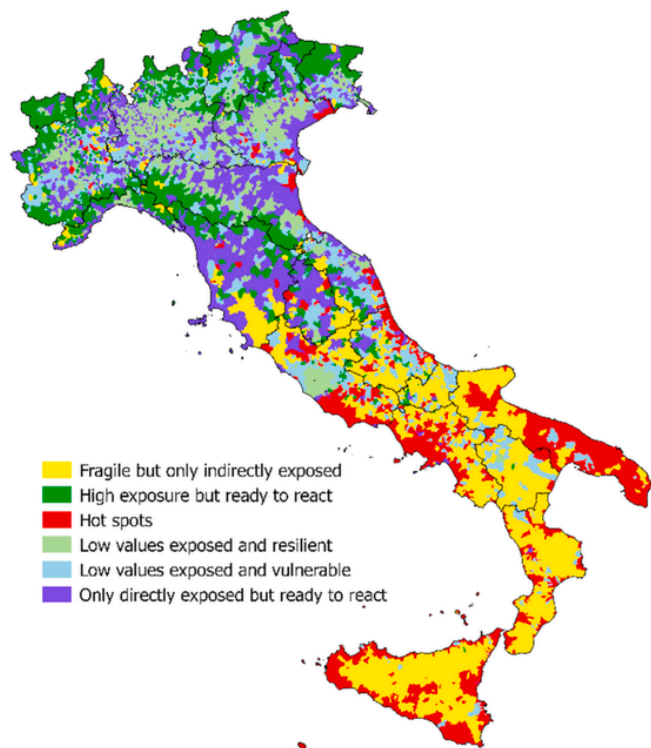 Fragile but only indirectly exposed
High exposure but ready to react
Hot spots
Low values exposed and resilient
Low values exposed and vulnerable
Only directly exposed but ready to react